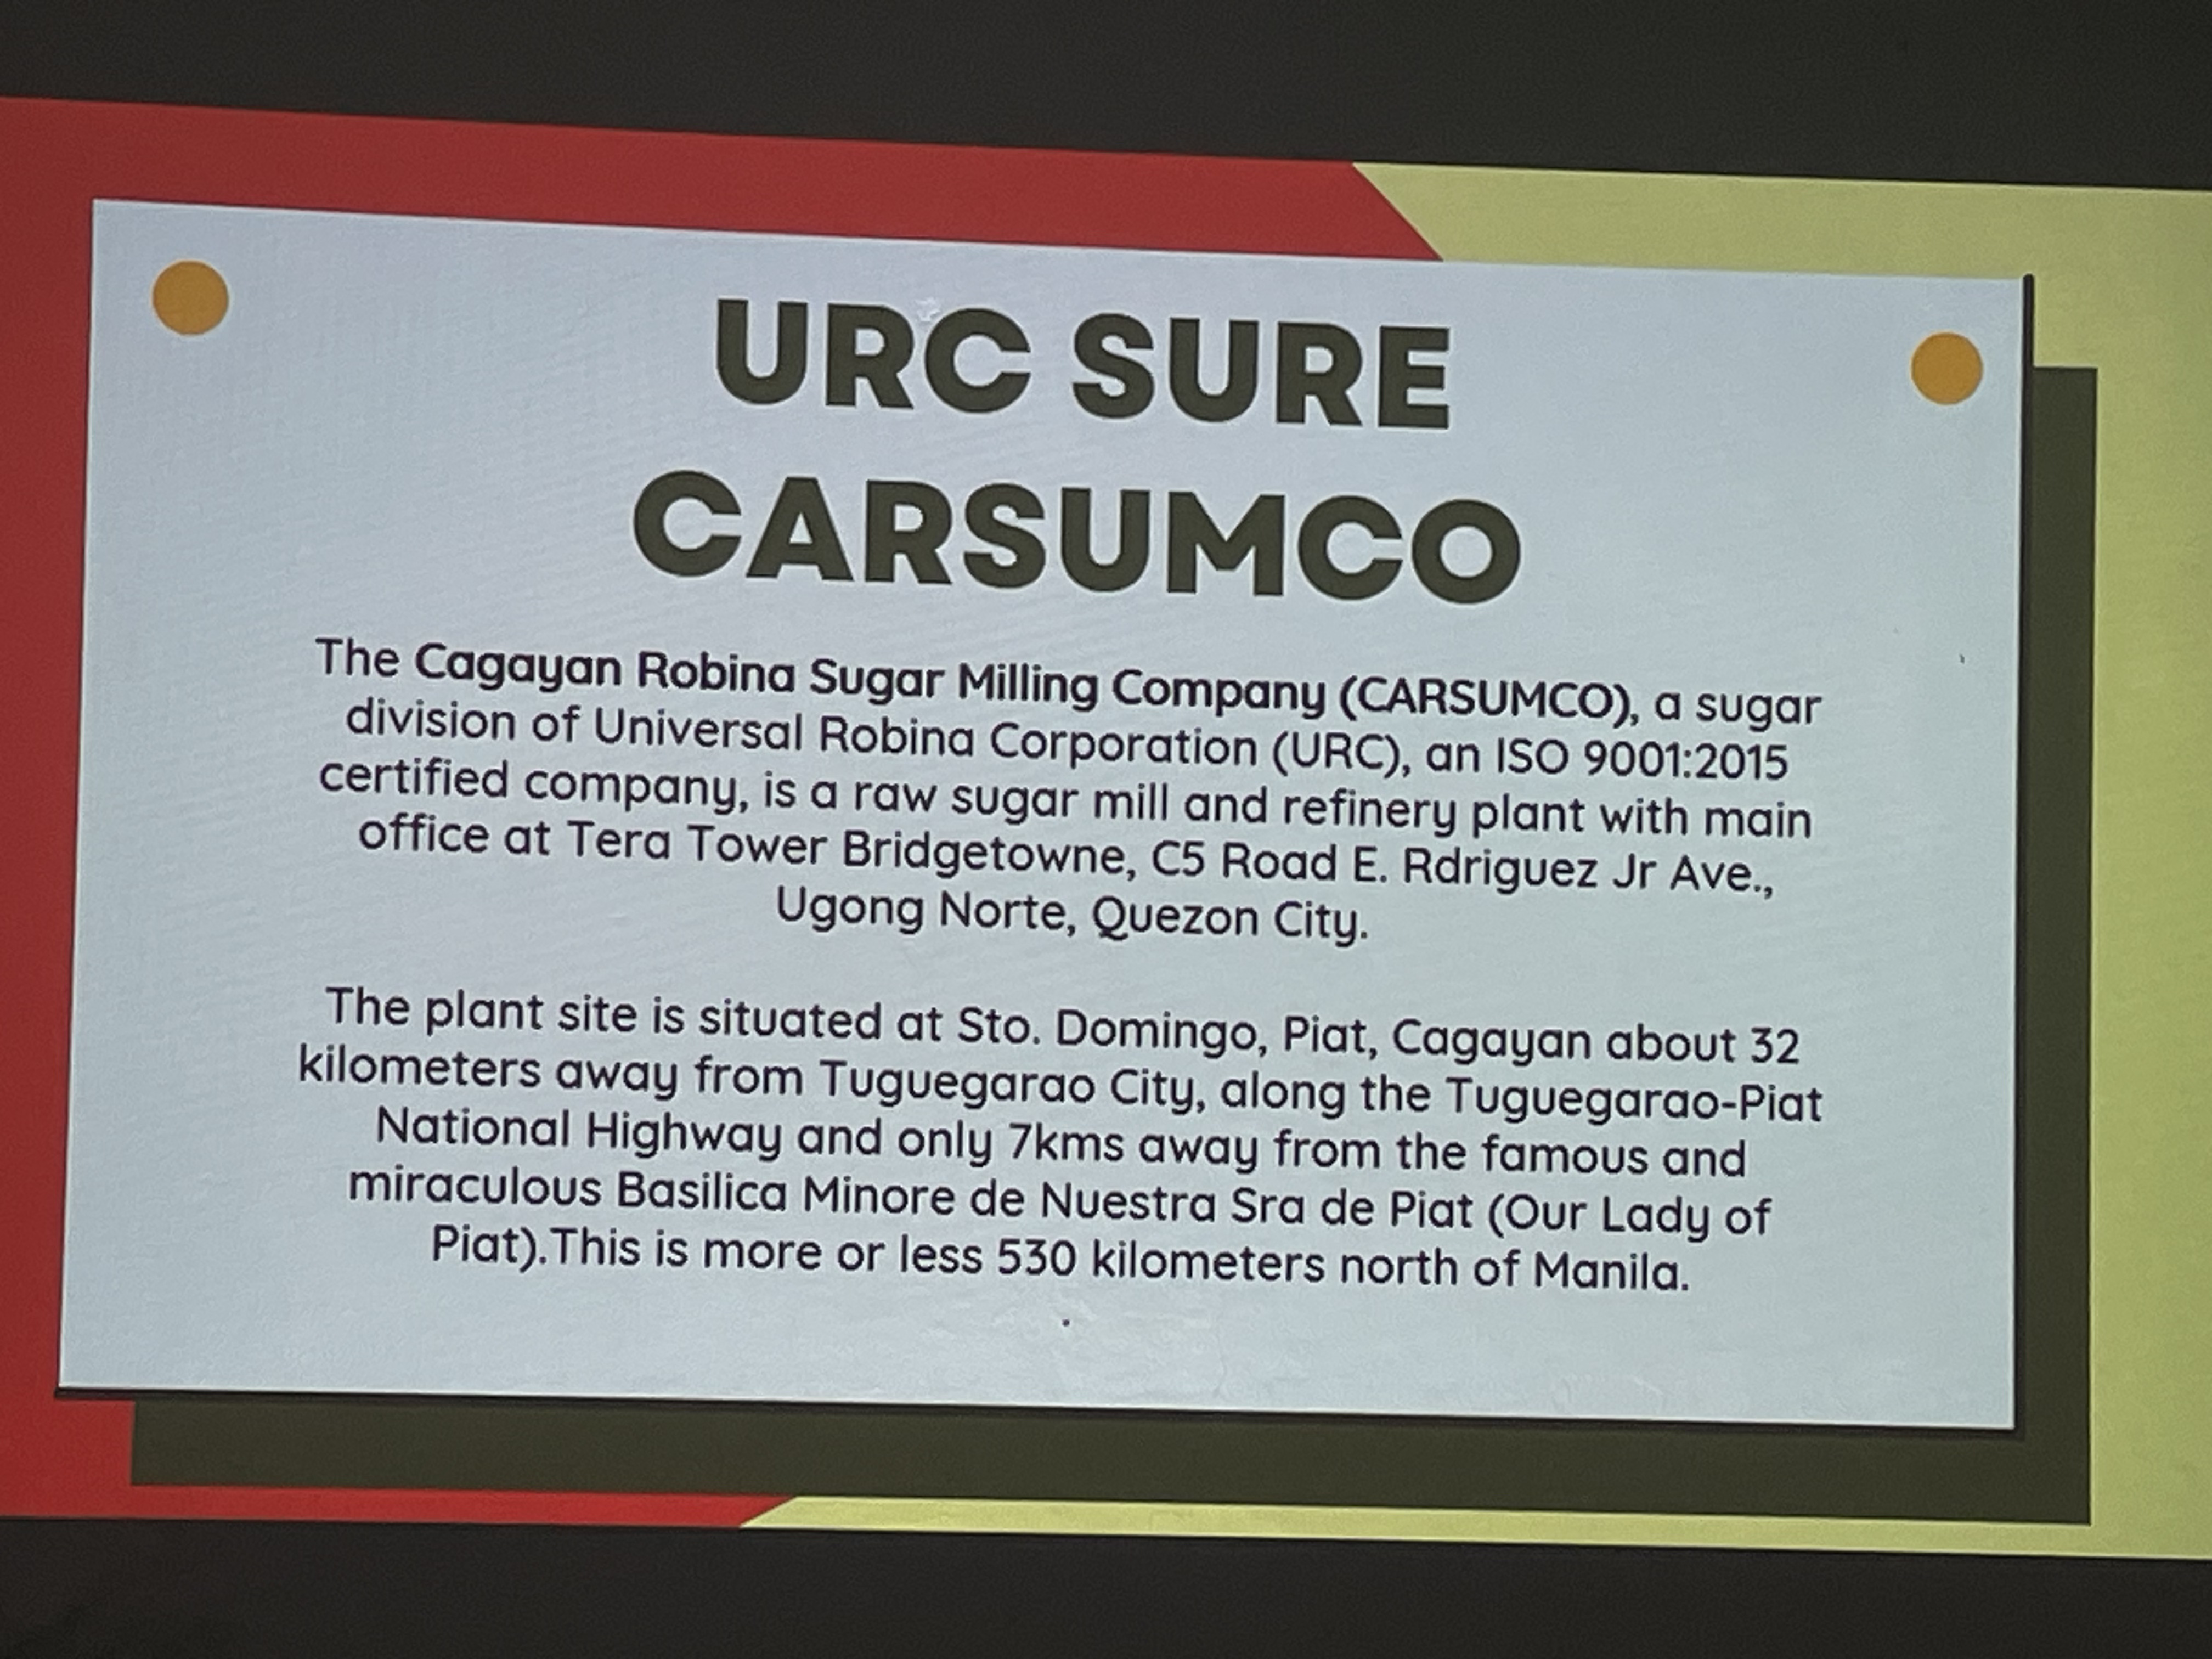 URC SURE
CARSUMCO
The Cagayan Robina Sugar Milling Company (CARSUMCO), a sugar
division of Universal Robina Corporation (URC), an ISO 9001:2015
certified company, is a raw sugar mill and refinery plant with main
office at Tera Tower Bridgetowne, C5 Road E. Rdriguez Jr Ave.,
Ugong Norte, Quezon City.
The plant site is situated at Sto. Domingo, Piat, Cagayan about 32
kilometers away from Tuguegarao City, along the Tuguegarao-Piat
National Highway and only 7kms away from the famous and
miraculous Basilica Minore de Nuestra Sra de Piat (Our Lady of
Piat).This is more or less 530 kilometers north of Manila.
.